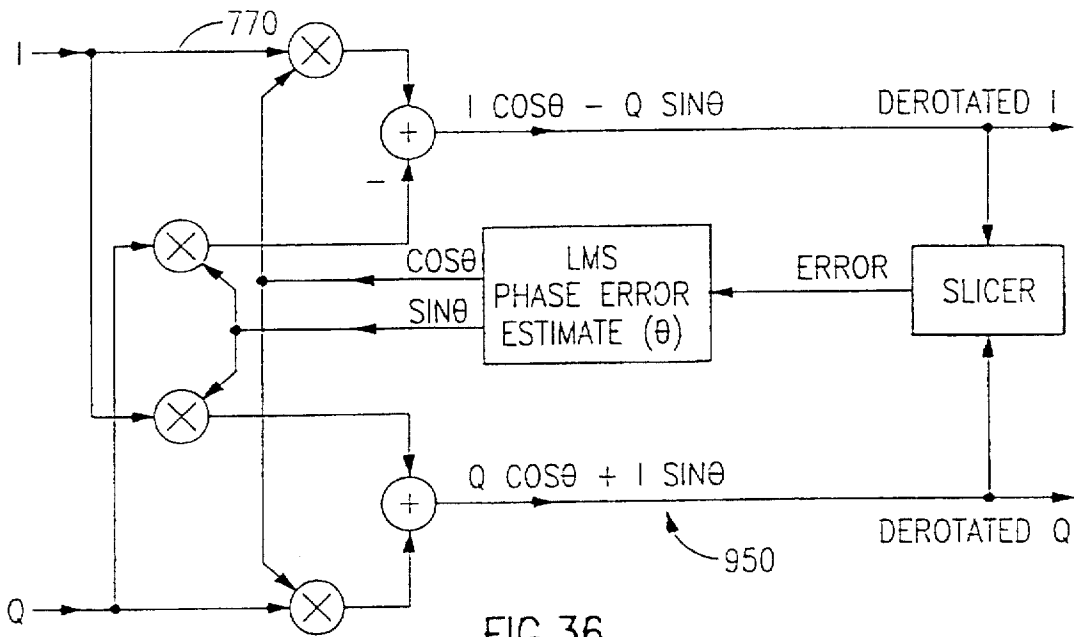 770
I
I COSθ - Q SINθ
DEROTATED I
-
COSθ
SINθ
LMS
PHASE ERROR
ESTIMATE (θ)
ERROR
SLICER
Q COSθ + I SINθ
950
DEROTATED Q
Q
FIG. 36